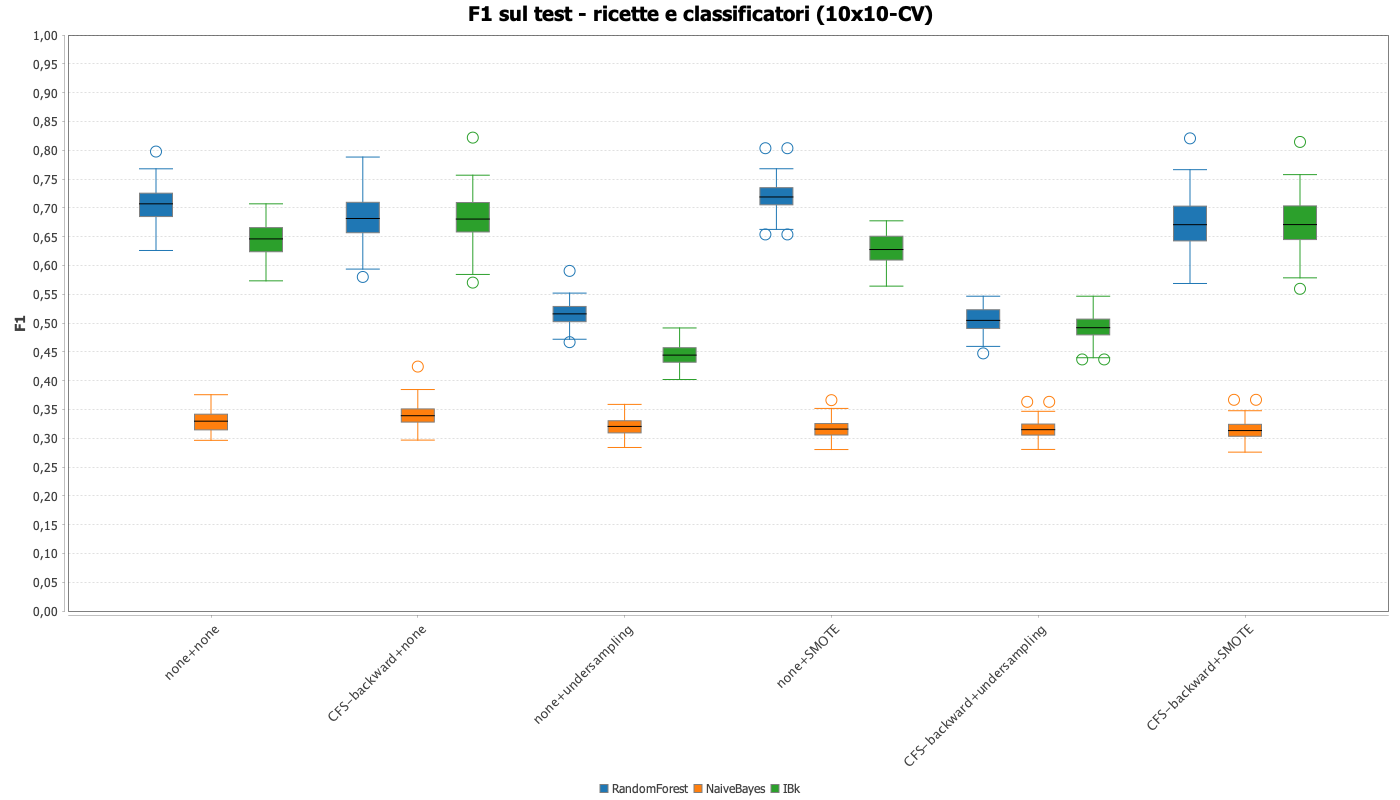 F1 sul test - ricette e classificatori (10x10-CV)
1,00
0,95
0,90
0,85
0,80
0,75
0,70
0,65
0,60
0,55
0,50
0,45
0,40
0,35
0,30
0,25
0,20
0,15
0,10
0,05
0,00
F1
none+none
CFS-backward+none
none+undersampling
none+SMOTE
CFS-backward+undersampling
CFS-backward+SMOTE
RandomForest NaiveBayes IBk